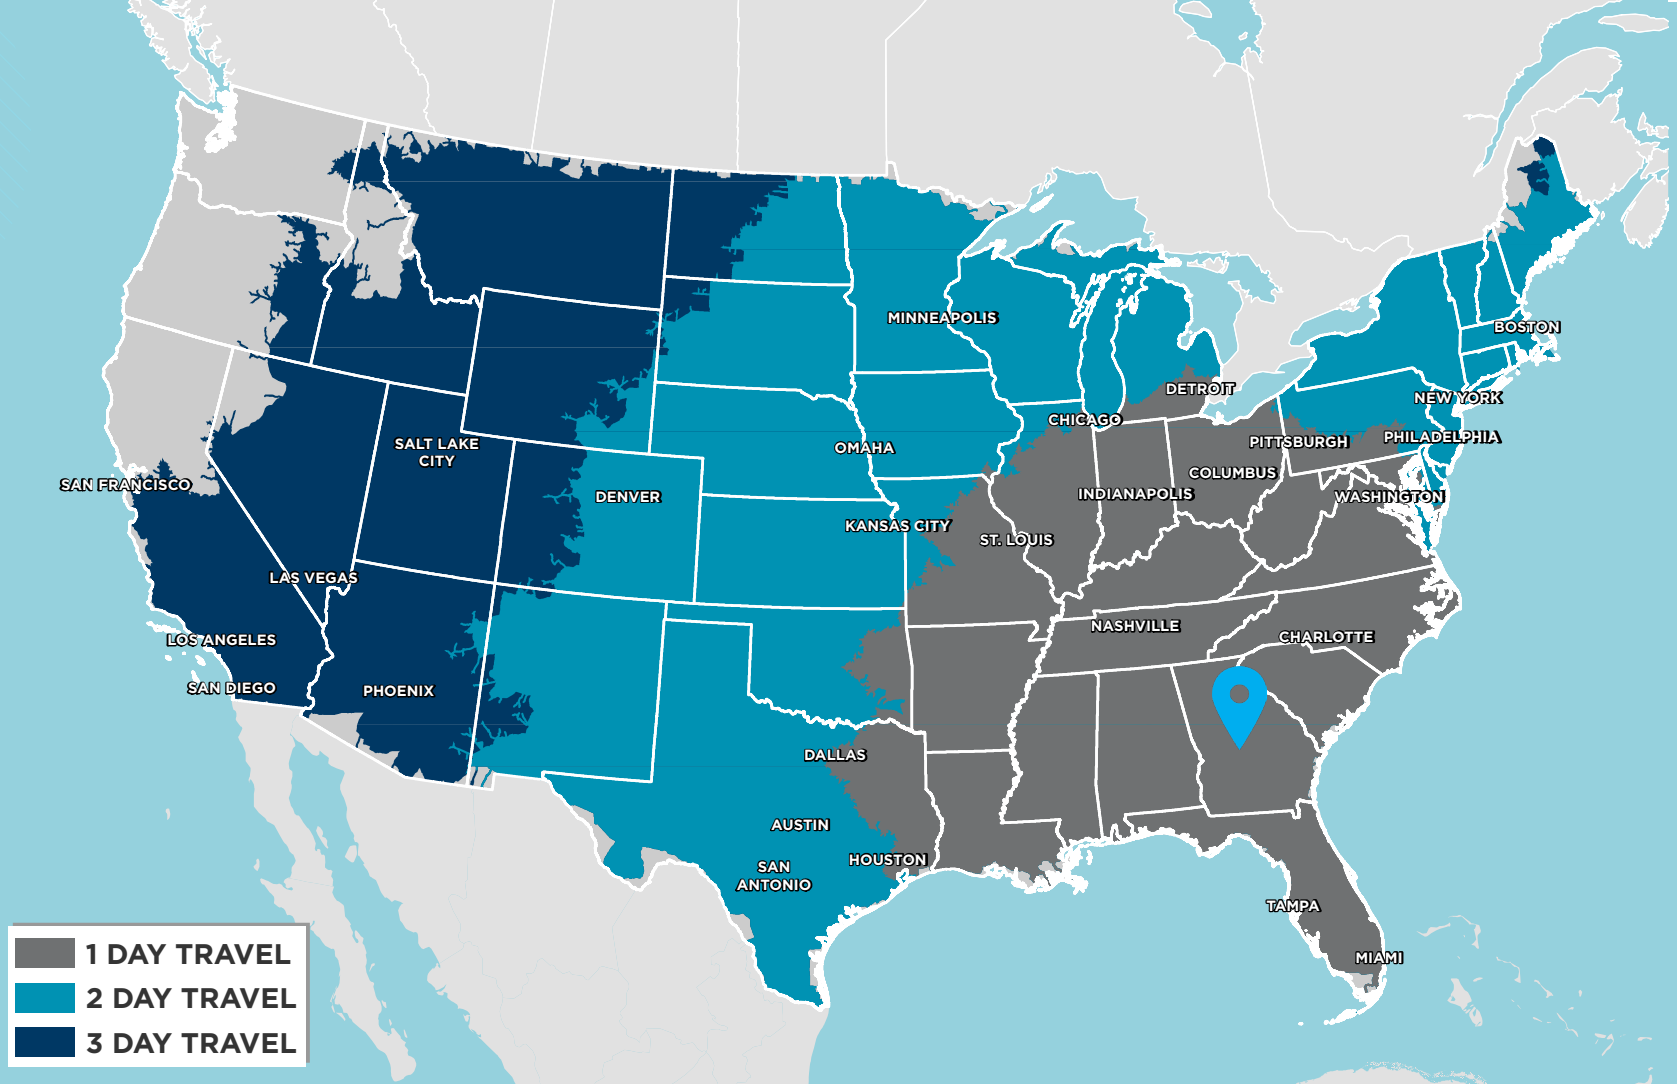 MINNEAPOLIS
BOSTON
DETROIT
NEW YORK
CHICAGO
SALT LAKE
CITY
OMAHA
PITTSBURGH
PHILADELPHIA
COLUMBUS
SAN FRANCISCO
DENVER
INDIANAPOLIS
WASHINGTON
KANSAS CITY
ST. LOUIS
LAS VEGAS
NASHVILLE
CHARLOTTE
LOS ANGELES
SAN DIEGO
PHOENIX
DALLAS
AUSTIN
HOUSTON
SAN
ANTONIO
TAMPA
MIAMI
1 DAY TRAVEL
2 DAY TRAVEL
3 DAY TRAVEL